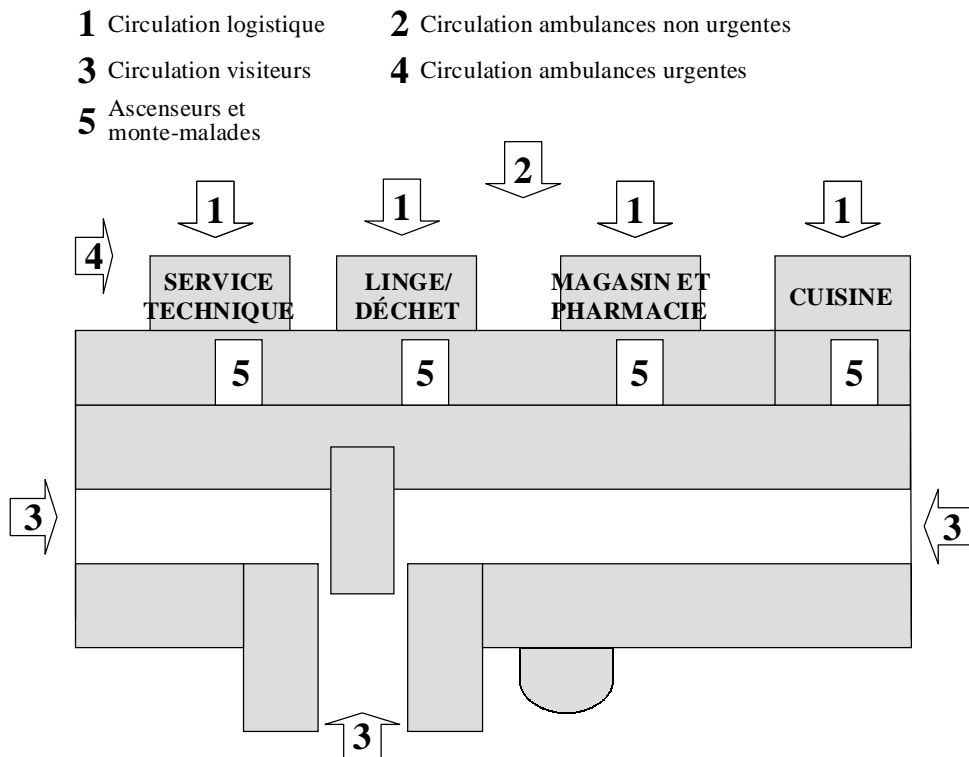 1 Circulation logistique
2 Circulation ambulances non urgentes
3 Circulation visiteurs
4 Circulation ambulances urgentes
5 Ascenseurs et
monte-malades
2
1
1
1
1
4
SERVICE
TECHNIQUE
LINGE/
DÉCHET
MAGASIN ET
PHARMACIE
CUISINE
5
5
5
5
3
3
3